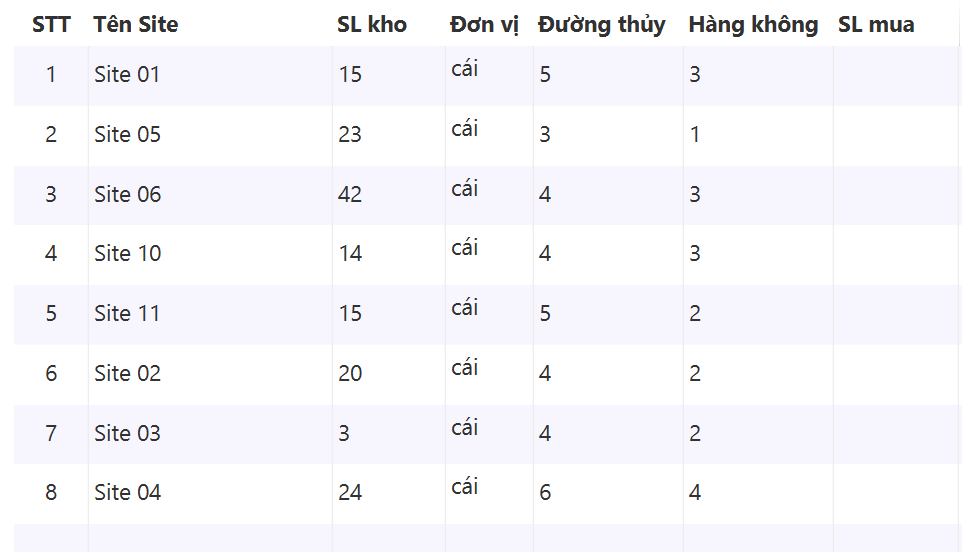 STT Tên Site SL kho Đơn vị Đường thủy Hàng không SL mua
1 Site 01 15 cái 5 3
2 Site 05 23 cái 3 1
3 Site 06 42 cái 4 3
4 Site 10 14 cái 4 3
5 Site 11 15 cái 5 2
6 Site 02 20 cái 4 2
7 Site 03 3 cái 4 2
8 Site 04 24 cái 6 4